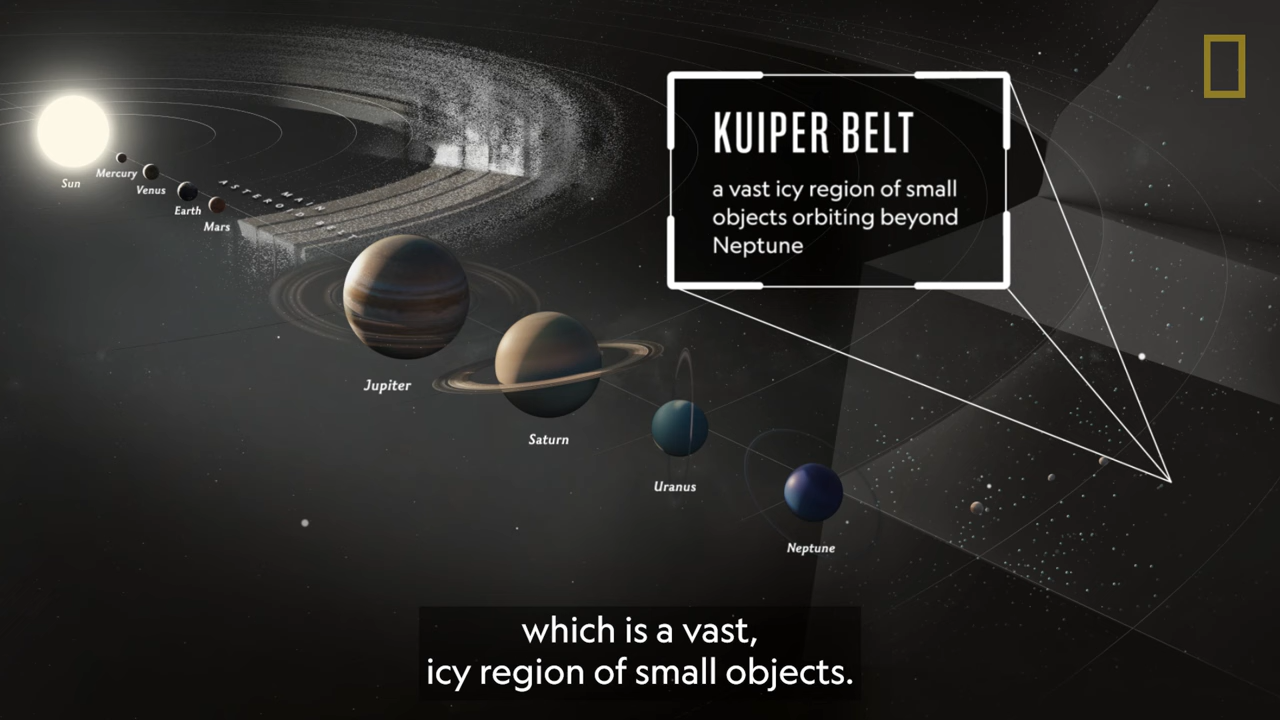 KUIPER BELT
a vast icy region of small
objects orbiting beyond
Neptune
Sun
Mercury
Venus
Earth
Mars
MAIN
ASTEROID BELT
Jupiter
Saturn
Uranus
Neptune
which is a vast,
icy region of small objects.